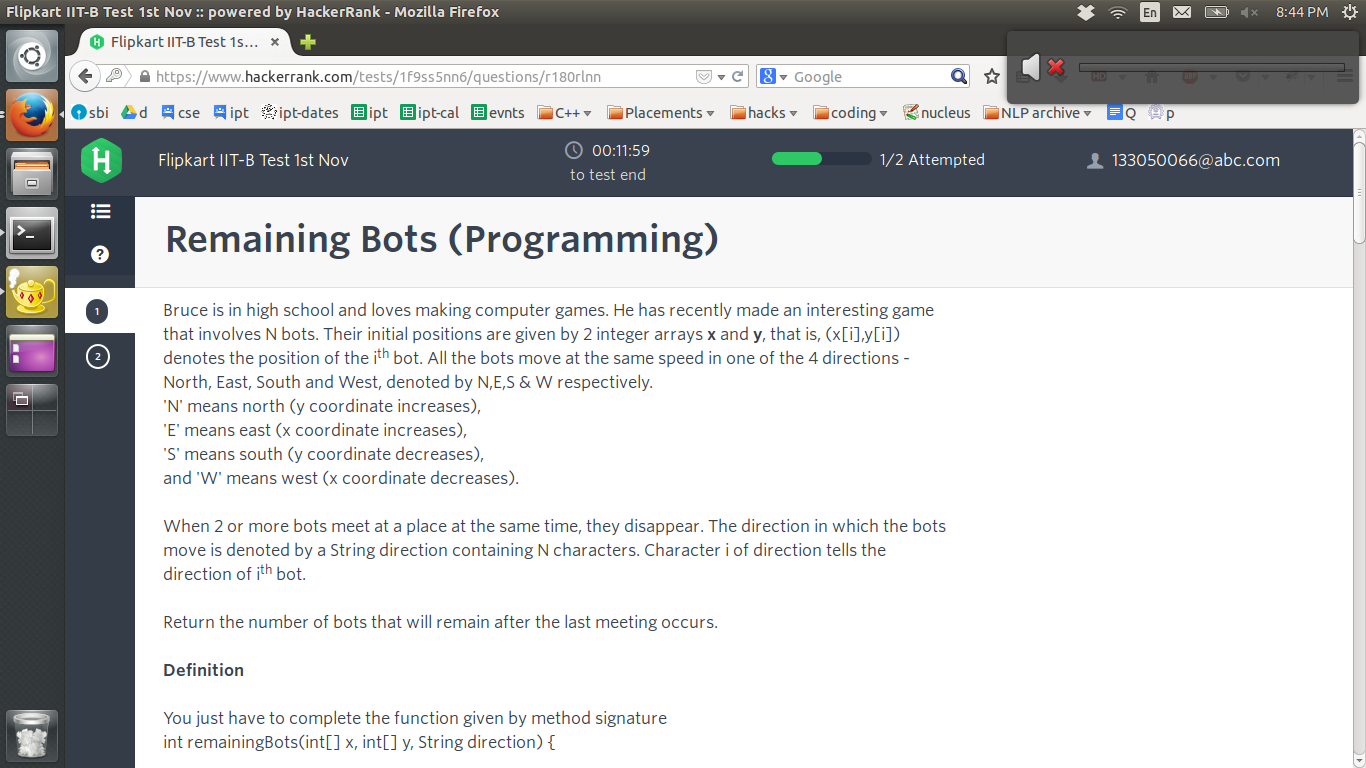 Flipkart IIT-B Test 1st Nov :: powered by HackerRank - Mozilla Firefox
En
8:44 PM
Flipkart IIT-B Test 1s...
https://www.hackerrank.com/tests/1f9ss5nn6/questions/r180rlnn
Google
sbi d cse ipt ipt-dates ipt ipt-cal evnts C++ Placements hacks coding nucleus NLP archive Q p
Flipkart IIT-B Test 1st Nov
00:11:59
to test end
1/2 Attempted
133050066@abc.com
Remaining Bots (Programming)
1
2
Bruce is in high school and loves making computer games. He has recently made an interesting game
that involves N bots. Their initial positions are given by 2 integer arrays x and y, that is, (x[i],y[i])
denotes the position of the ith bot. All the bots move at the same speed in one of the 4 directions -
North, East, South and West, denoted by N,E,S & W respectively.
'N' means north (y coordinate increases),
'E' means east (x coordinate increases),
'S' means south (y coordinate decreases),
and 'W' means west (x coordinate decreases).
When 2 or more bots meet at a place at the same time, they disappear. The direction in which the bots
move is denoted by a String direction containing N characters. Character i of direction tells the
direction of ith bot.
Return the number of bots that will remain after the last meeting occurs.
Definition
You just have to complete the function given by method signature
int remainingBots(int[] x, int[] y, String direction) {